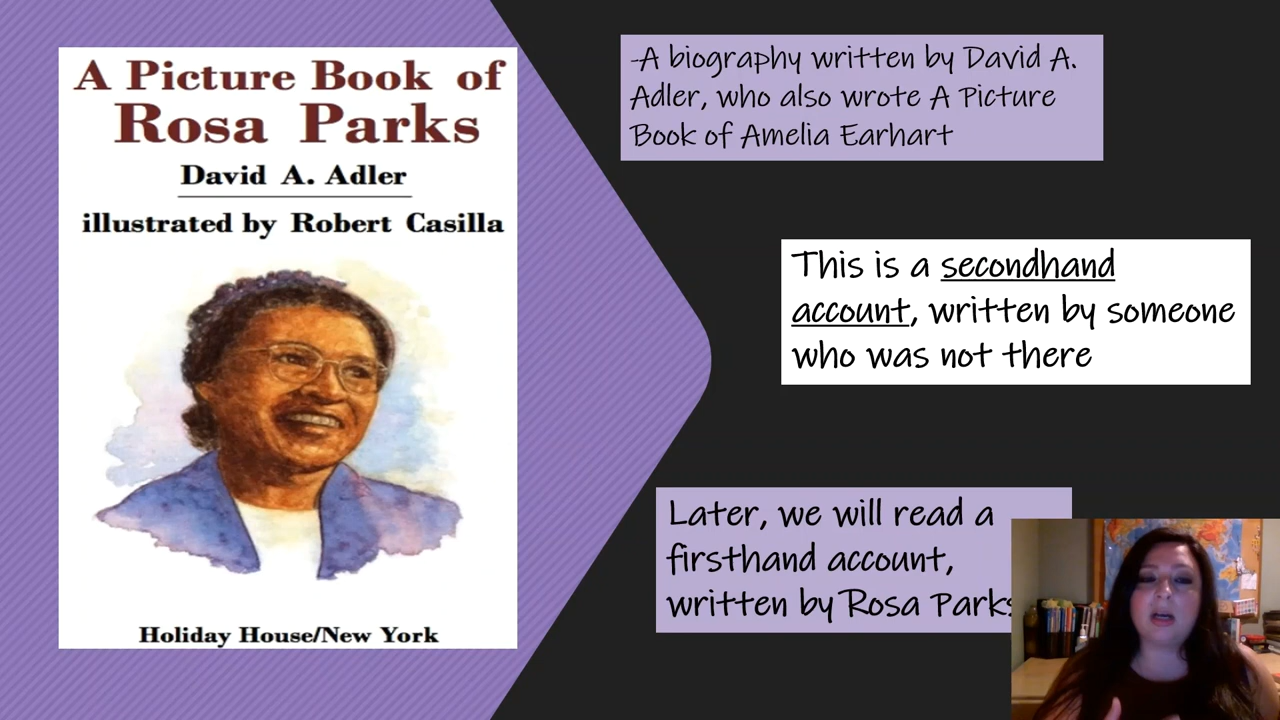 A Picture Book of
Rosa Parks
David A. Adler
illustrated by Robert Casilla
Holiday House/New York
-A biography written by David A.
Adler, who also wrote A Picture
Book of Amelia Earhart
This is a secondhand
account, written by someone
who was not there
Later, we will read a
firsthand account,
written by Rosa Parks